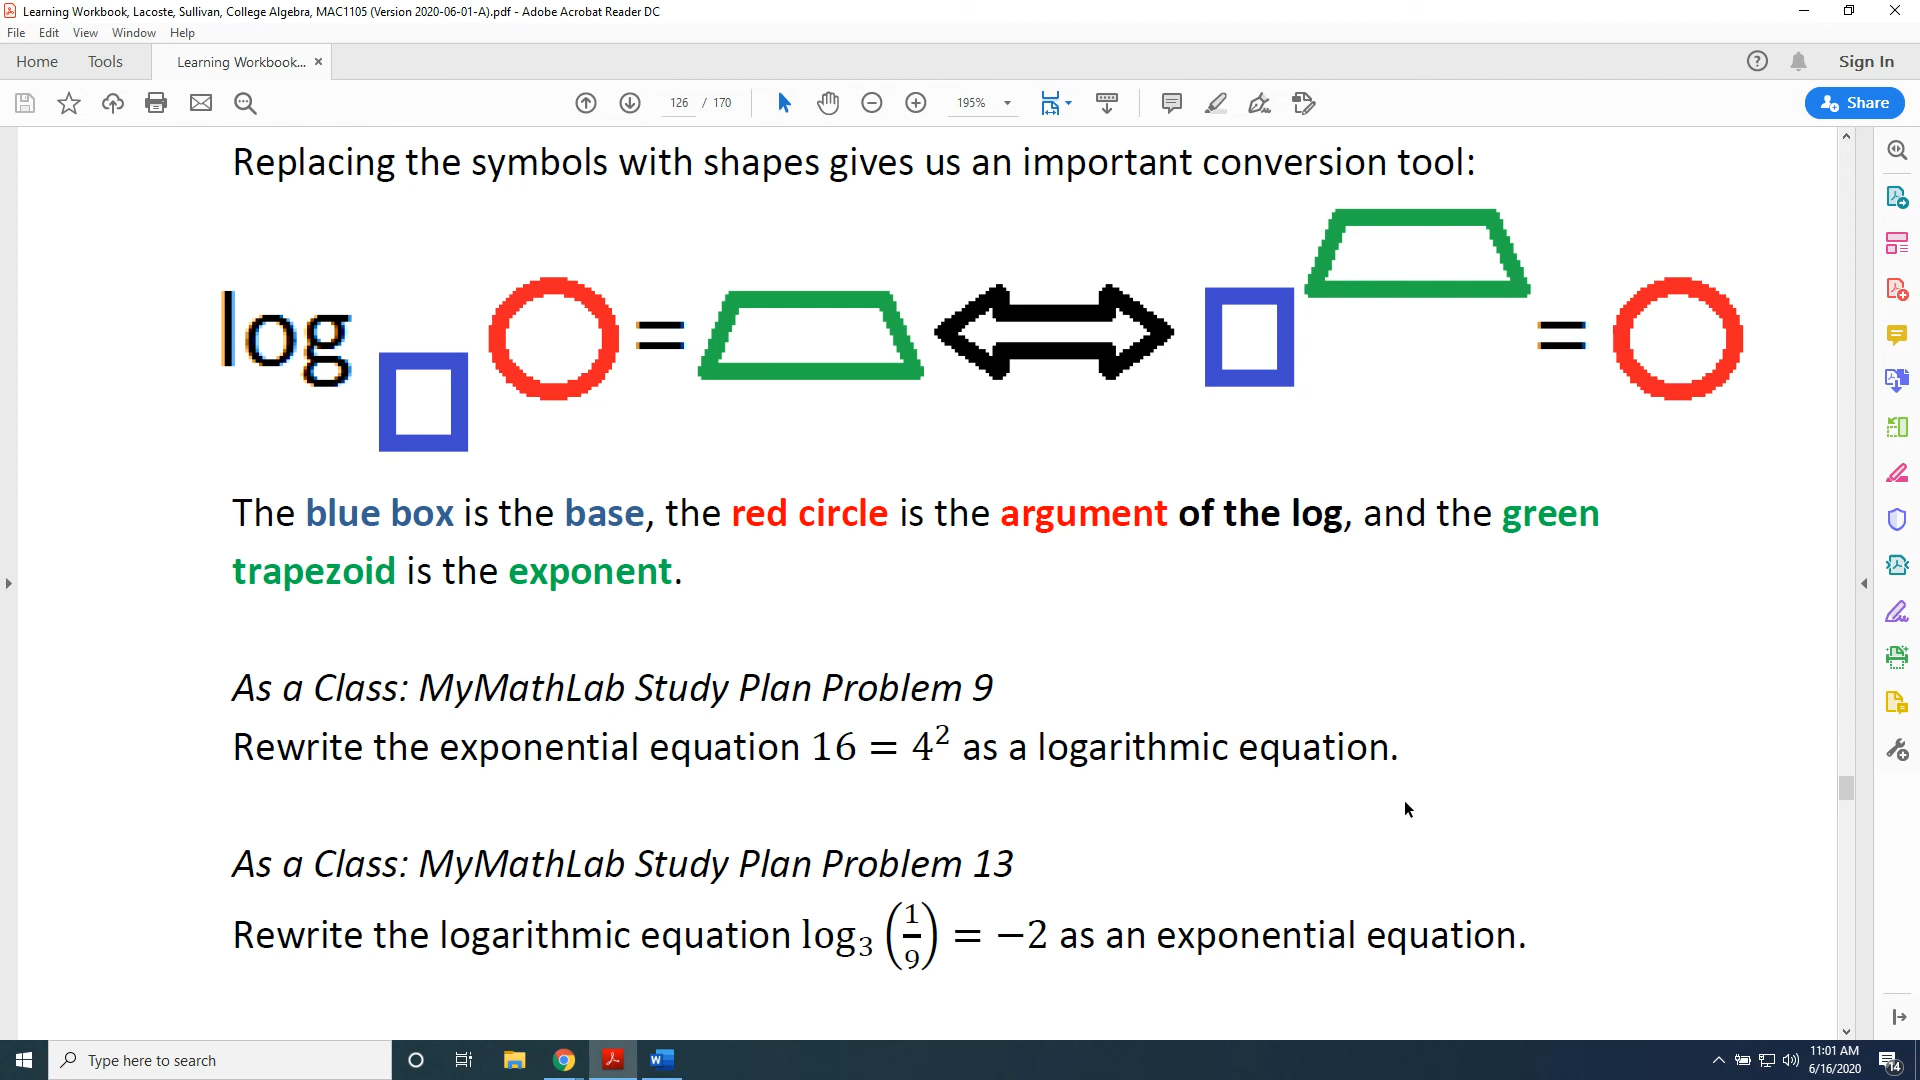 Learning Workbook, Lacoste, Sullivan, College Algebra, MAC1105 (Version 2020-06-01-A).pdf - Adobe Acrobat Reader DC
File Edit View Window Help
Home Tools Learning Workbook... × Sign In
126 / 170 195% Share
Replacing the symbols with shapes gives us an important conversion tool:
log = =
The blue box is the base, the red circle is the argument of the log, and the green
trapezoid is the exponent.
As a Class: MyMathLab Study Plan Problem 9
Rewrite the exponential equation 16 = 4² as a logarithmic equation.
As a Class: MyMathLab Study Plan Problem 13
Rewrite the logarithmic equation log₃ (1/9) = −2 as an exponential equation.
Type here to search
11:01 AM
6/16/2020
14